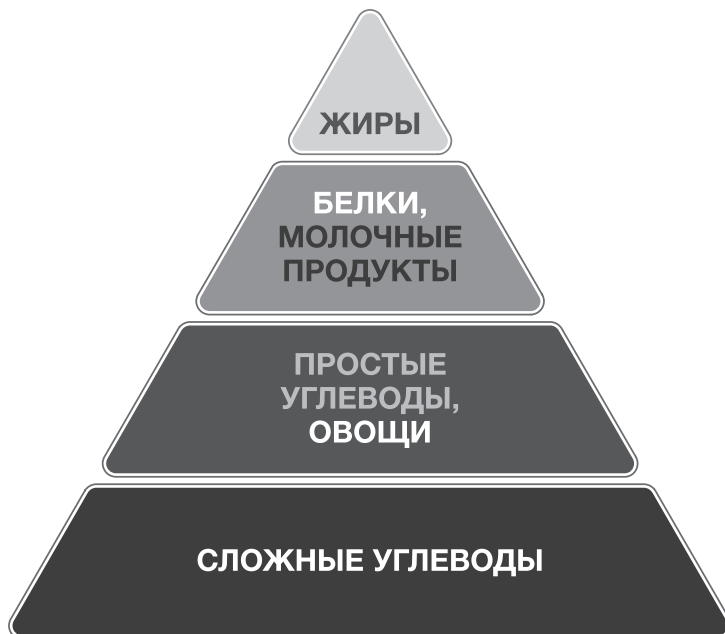 ЖИРЫ
БЕЛКИ,
МОЛОЧНЫЕ
ПРОДУКТЫ
ПРОСТЫЕ
УГЛЕВОДЫ,
ОВОЩИ
СЛОЖНЫЕ УГЛЕВОДЫ